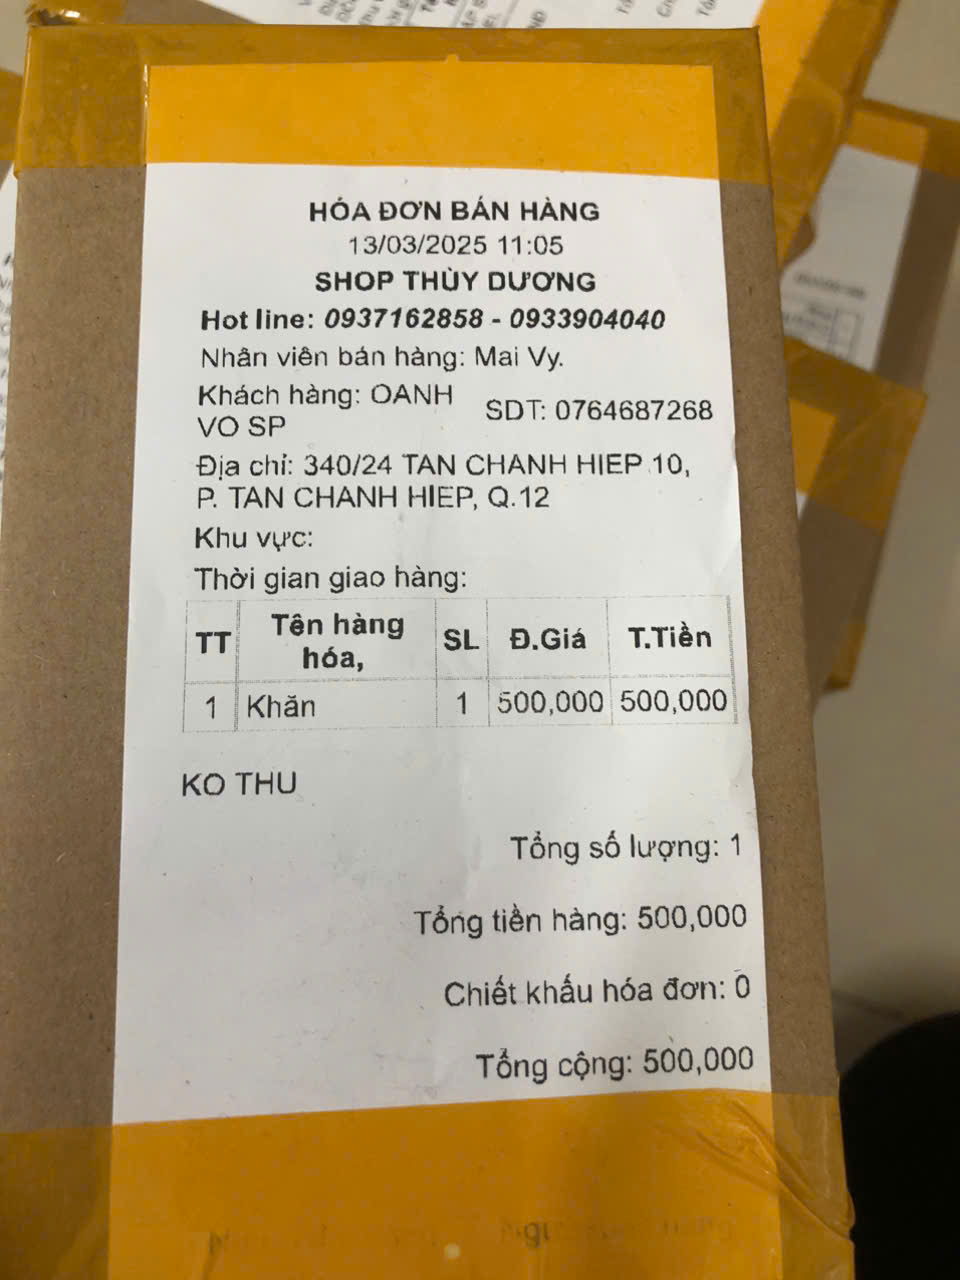 HÓA ĐƠN BÁN HÀNG
13/03/2025 11:05
SHOP THÙY DƯƠNG
Hot line: 0937162858 - 0933904040
Nhân viên bán hàng: Mai Vy.
Khách hàng: OANH VO SP SDT: 0764687268
Địa chỉ: 340/24 TAN CHANH HIEP 10,
P. TAN CHANH HIEP, Q.12
Khu vực:
Thời gian giao hàng:
TT Tên hàng hóa, SL Đ.Giá T.Tiền
1 Khăn 1 500,000 500,000
KO THU
Tổng số lượng: 1
Tổng tiền hàng: 500,000
Chiết khấu hóa đơn: 0
Tổng cộng: 500,000